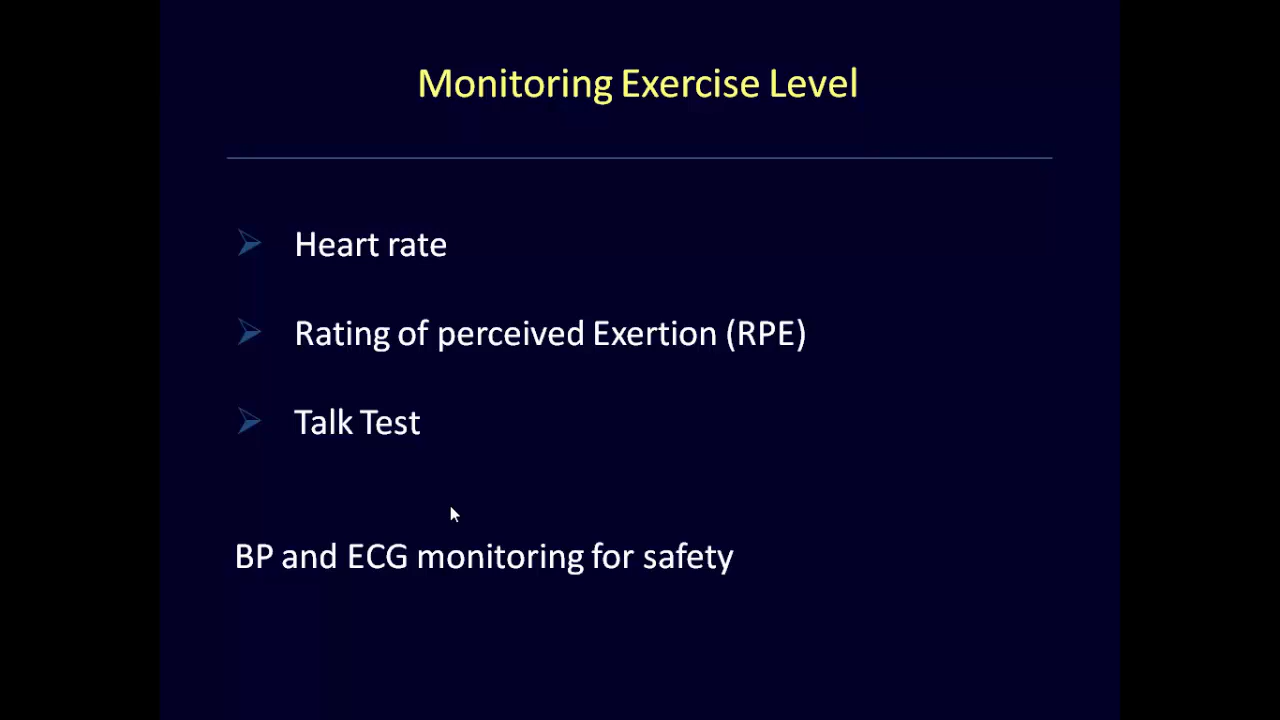 Monitoring Exercise Level
Heart rate
Rating of perceived Exertion (RPE)
Talk Test
BP and ECG monitoring for safety